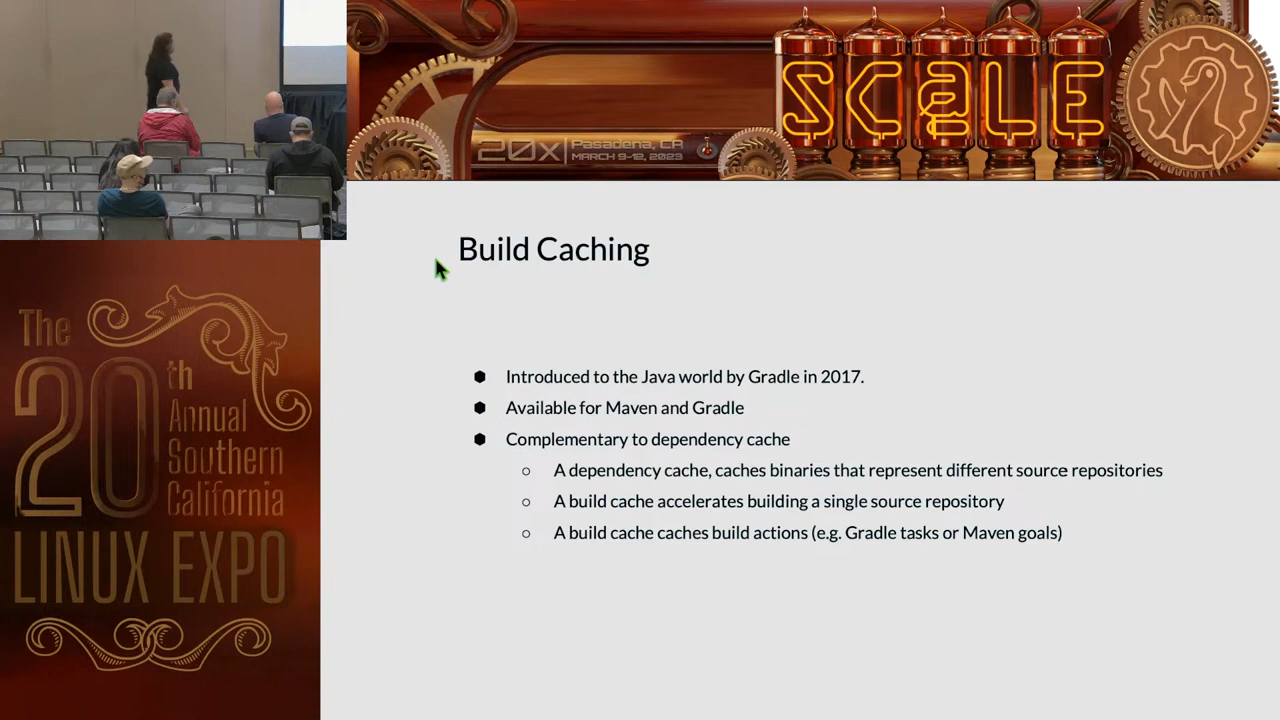 SCaLE
20x
Pasadena, CA
MARCH 9-12, 2023
The
20th
Annual
Southern
California
LINUX EXPO
Build Caching
Introduced to the Java world by Gradle in 2017.
Available for Maven and Gradle
Complementary to dependency cache
A dependency cache, caches binaries that represent different source repositories
A build cache accelerates building a single source repository
A build cache caches build actions (e.g. Gradle tasks or Maven goals)